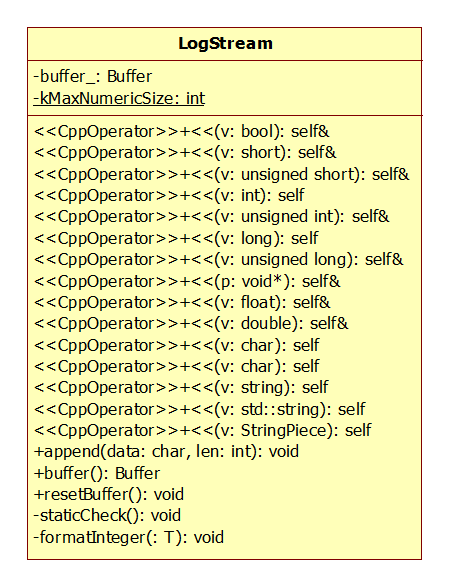 LogStream
-buffer_: Buffer
-kMaxNumericSize: int
<<CppOperator>>+<<(v: bool): self&
<<CppOperator>>+<<(v: short): self&
<<CppOperator>>+<<(v: unsigned short): self&
<<CppOperator>>+<<(v: int): self
<<CppOperator>>+<<(v: unsigned int): self&
<<CppOperator>>+<<(v: long): self
<<CppOperator>>+<<(v: unsigned long): self&
<<CppOperator>>+<<(p: void*): self&
<<CppOperator>>+<<(v: float): self&
<<CppOperator>>+<<(v: double): self&
<<CppOperator>>+<<(v: char): self
<<CppOperator>>+<<(v: char): self
<<CppOperator>>+<<(v: string): self
<<CppOperator>>+<<(v: std::string): self
<<CppOperator>>+<<(v: StringPiece): self
+append(data: char, len: int): void
+buffer(): Buffer
+resetBuffer(): void
-staticCheck(): void
-formatInteger(: T): void